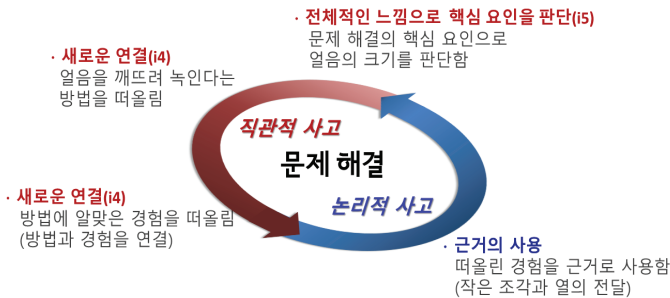 · 전체적인 느낌으로 핵심 요인을 판단(i5)
문제 해결의 핵심 요인으로
얼음의 크기를 판단함
· 새로운 연결(i4)
얼음을 깨뜨려 녹인다는
방법을 떠올림
직관적 사고
문제 해결
논리적 사고
· 새로운 연결(i4)
방법에 알맞은 경험을 떠올림
(방법과 경험을 연결)
· 근거의 사용
떠올린 경험을 근거로 사용함
(작은 조각과 열의 전달)